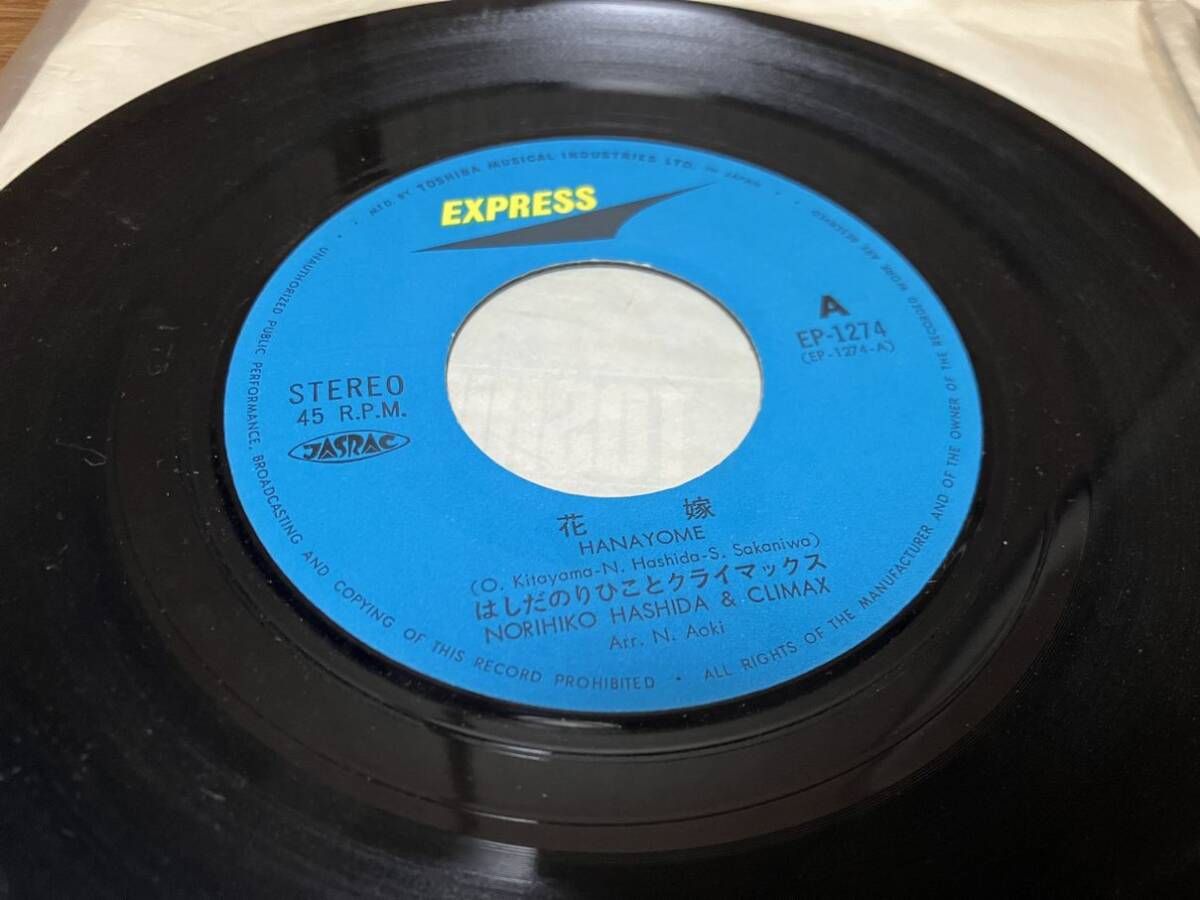 MFD. BY TOSHIBA MUSICAL INDUSTRIES LTD. IN JAPAN
EXPRESS
A
EP-1274
(EP-1274-A)
STEREO
45 R.P.M.
JASRAC
花嫁
HANAYOME
(O. Kitayama-N. Hashida-S. Sakaniwa)
はしだのりひことクライマックス
NORIHIKO HASHIDA & CLIMAX
Arr. N. Aoki
UNAUTHORIZED PUBLIC PERFORMANCE, BROADCASTING AND COPYING OF THIS RECORD PROHIBITED · ALL RIGHTS OF THE MANUFACTURER AND OF THE OWNER OF THE RECORDED WORK ARE RESERVED